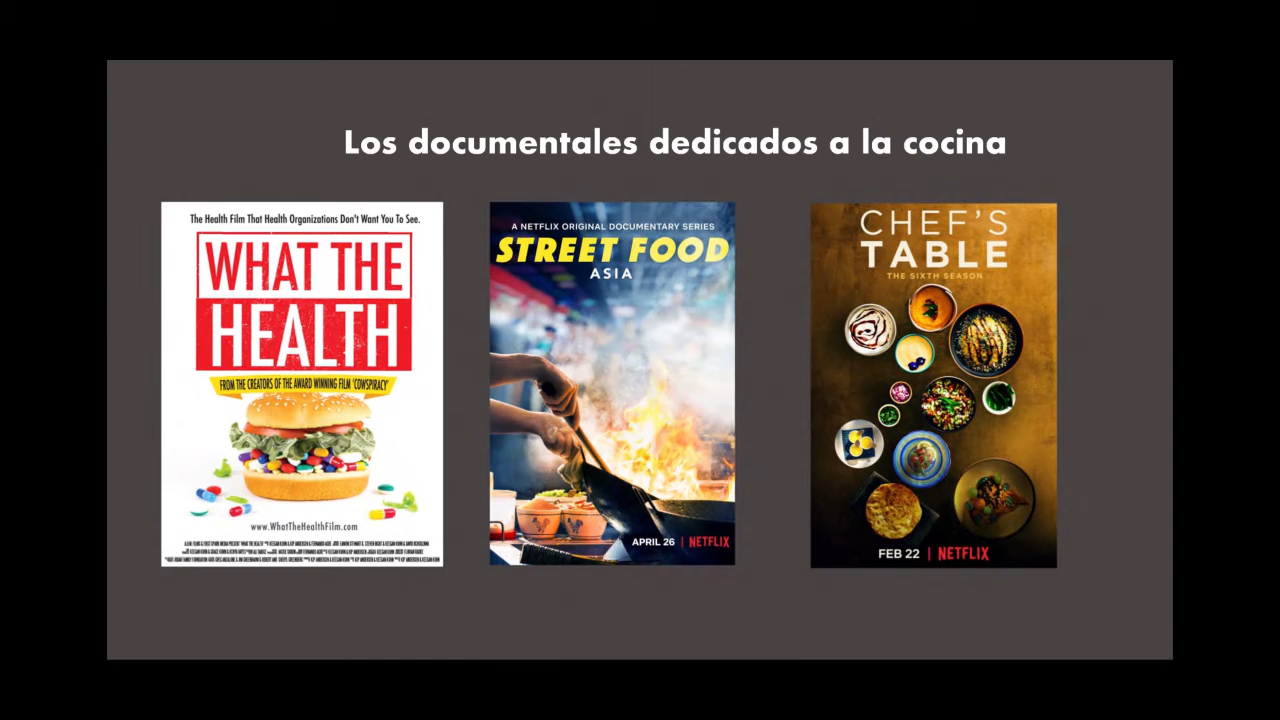 Los documentales dedicados a la cocina
The Health Film That Health Organizations Don't Want You To See.
WHAT THE
HEALTH
FROM THE CREATORS OF THE AWARD WINNING FILM 'COWSPIRACY'
www.WhatTheHealthFilm.com
A NETFLIX ORIGINAL DOCUMENTARY SERIES
STREET FOOD
ASIA
APRIL 26 | NETFLIX
CHEF'S
TABLE
THE SIXTH SEASON
FEB 22 | NETFLIX